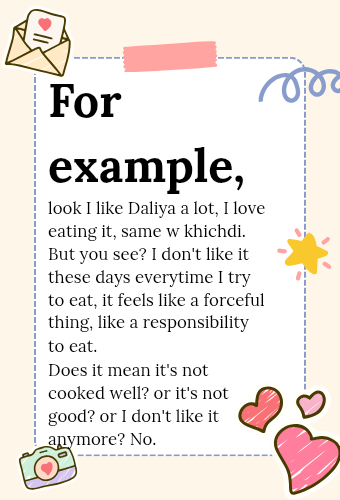 For
example,
look I like Daliya a lot, I love
eating it, same w khichdi.
But you see? I don't like it
these days everytime I try
to eat, it feels like a forceful
thing, like a responsibility
to eat.
Does it mean it's not
cooked well? or it's not
good? or I don't like it
anymore? No.